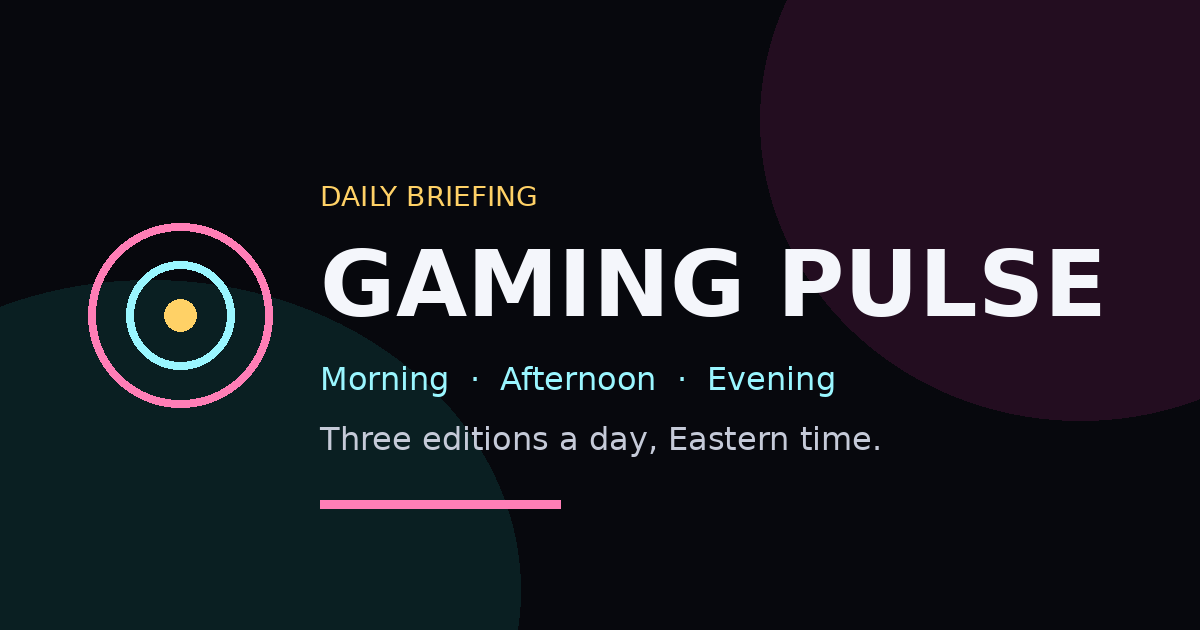 DAILY BRIEFING
GAMING PULSE
Morning · Afternoon · Evening
Three editions a day, Eastern time.